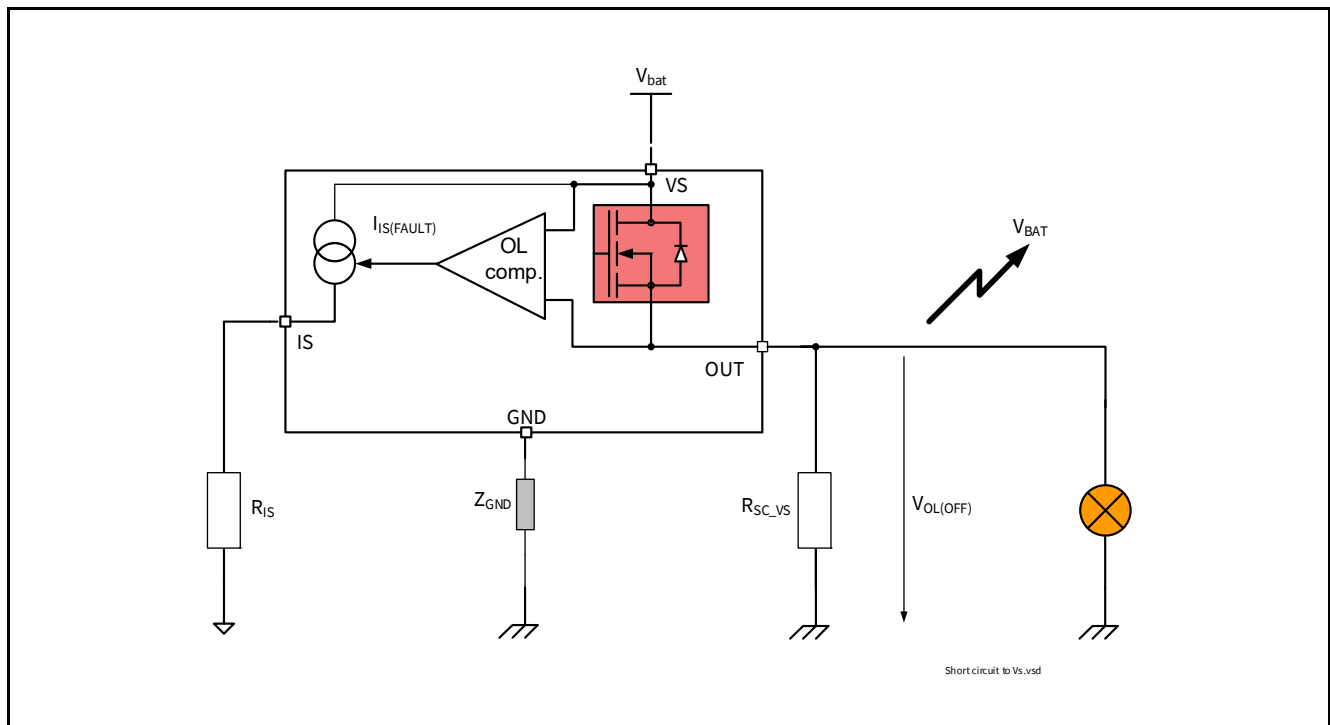 Vbat
VS
IIS(FAULT)
OL
comp.
VBAT
IS
OUT
GND
RIS
ZGND
RSC_VS
VOL(OFF)
Short circuit to Vs.vsd